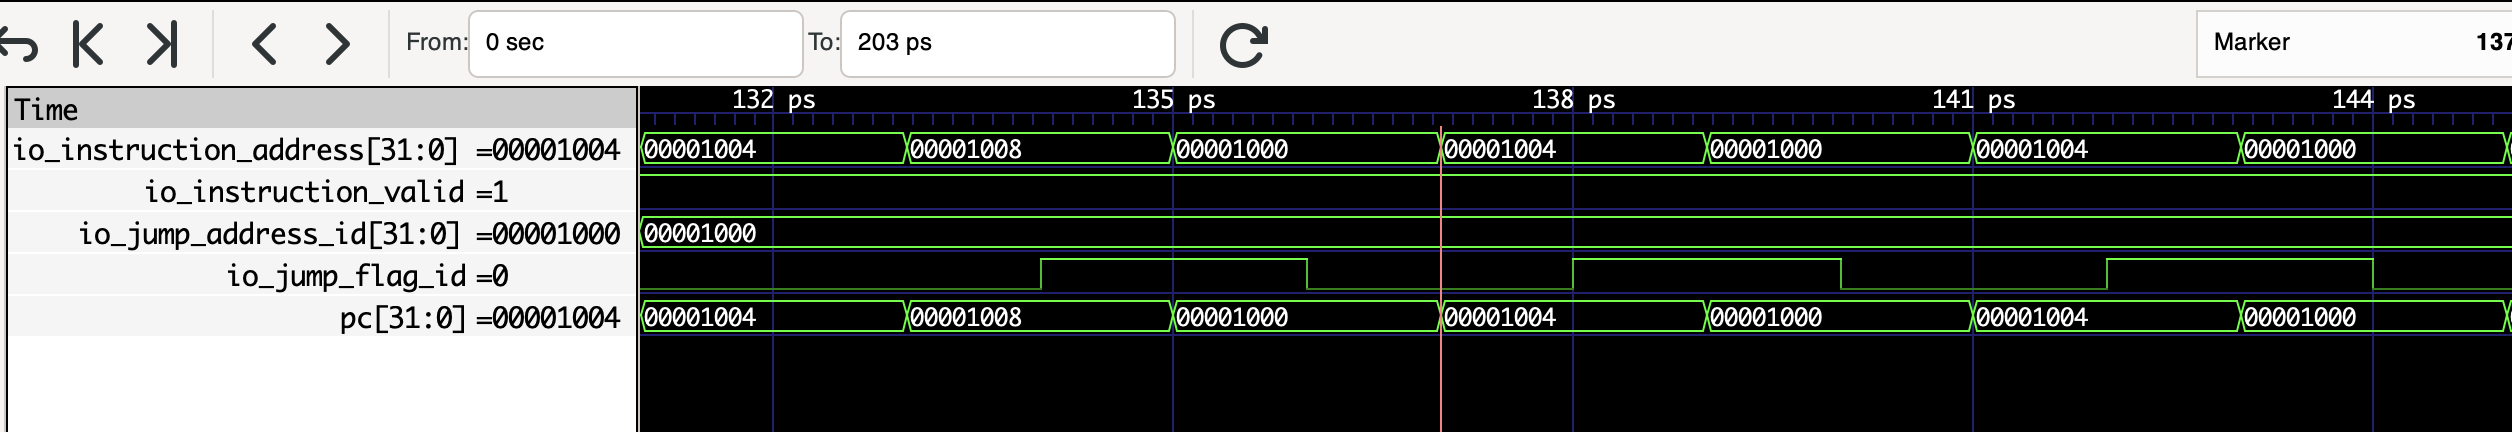 From: 0 sec To: 203 ps Marker 137
Time 132 ps 135 ps 138 ps 141 ps 144 ps
io_instruction_address[31:0] =00001004 00001004 00001008 00001000 00001004 00001000 00001004 00001000
io_instruction_valid =1
io_jump_address_id[31:0] =00001000 00001000
io_jump_flag_id =0
pc[31:0] =00001004 00001004 00001008 00001000 00001004 00001000 00001004 00001000